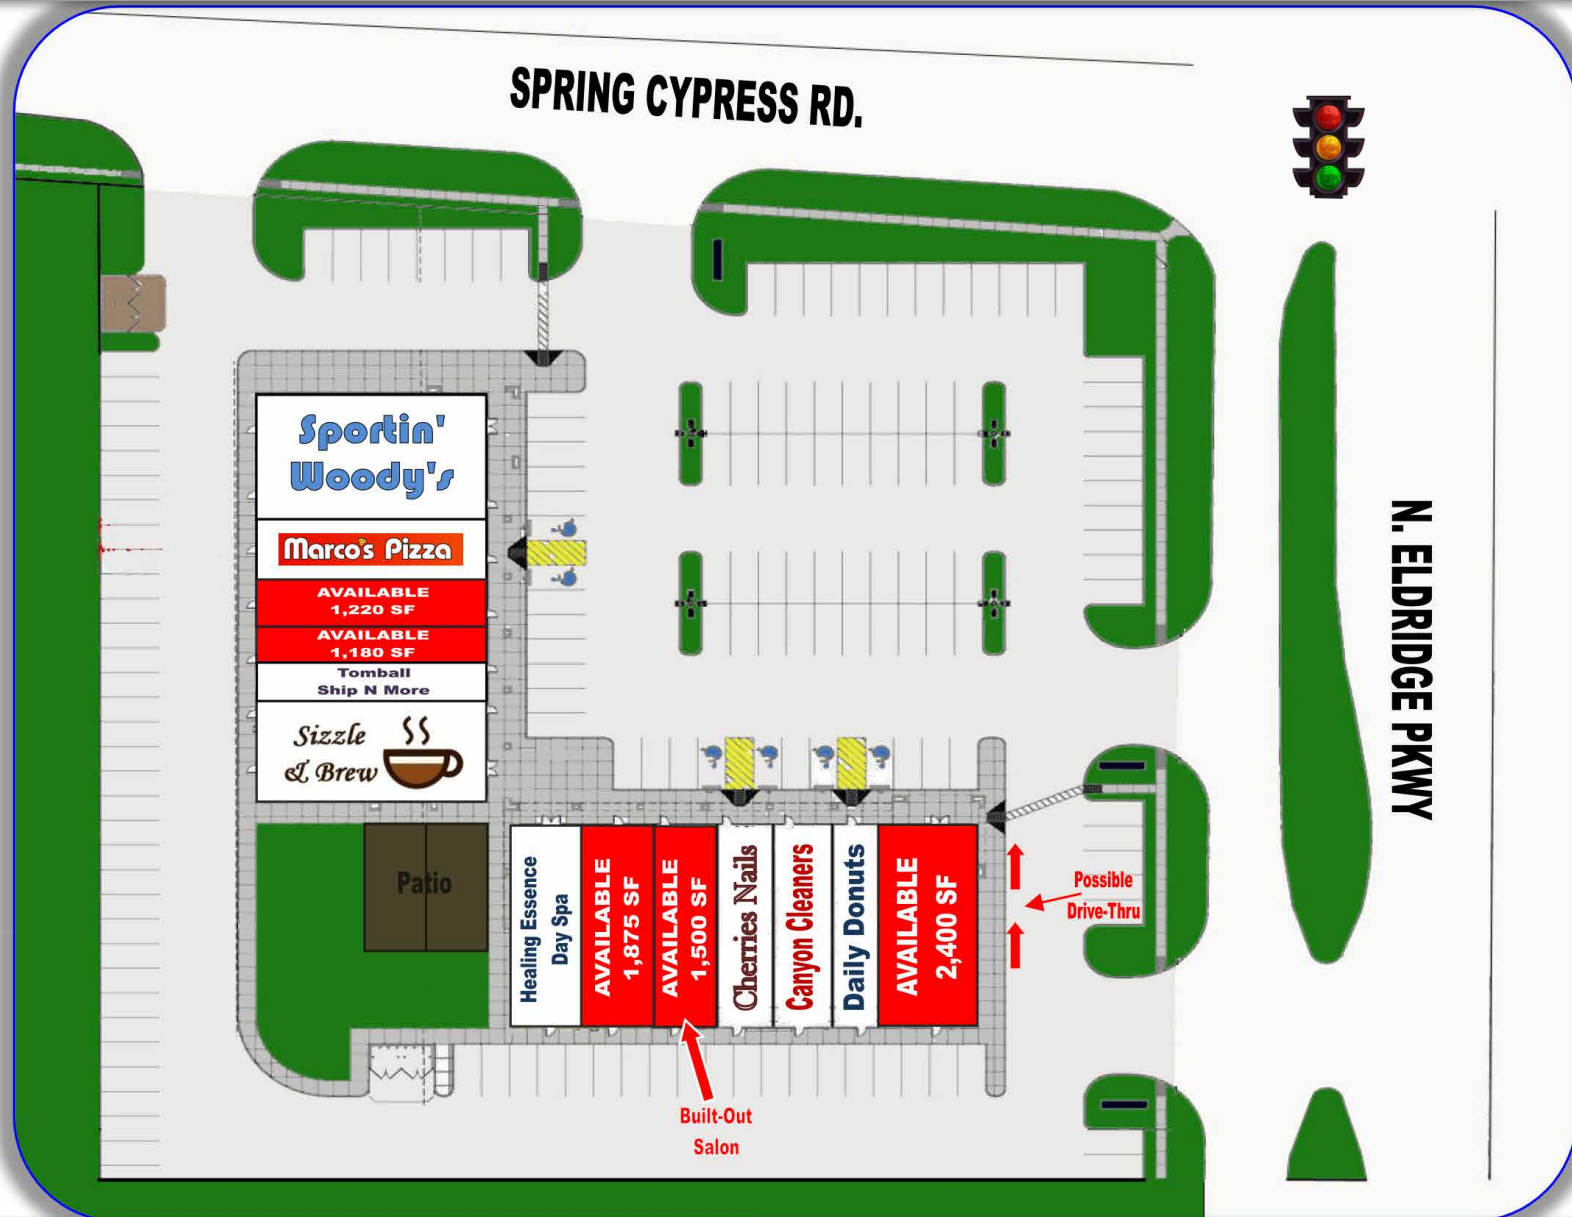 SPRING CYPRESS RD.
N. ELDRIDGE PKWY
Sportin'
Woody's
Marco's Pizza
AVAILABLE
1,220 SF
AVAILABLE
1,180 SF
Tomball
Ship N More
Sizzle
& Brew
Patio
Healing Essence
Day Spa
AVAILABLE
1,875 SF
AVAILABLE
1,500 SF
Cherries Nails
Canyon Cleaners
Daily Donuts
AVAILABLE
2,400 SF
Possible
Drive-Thru
Built-Out
Salon